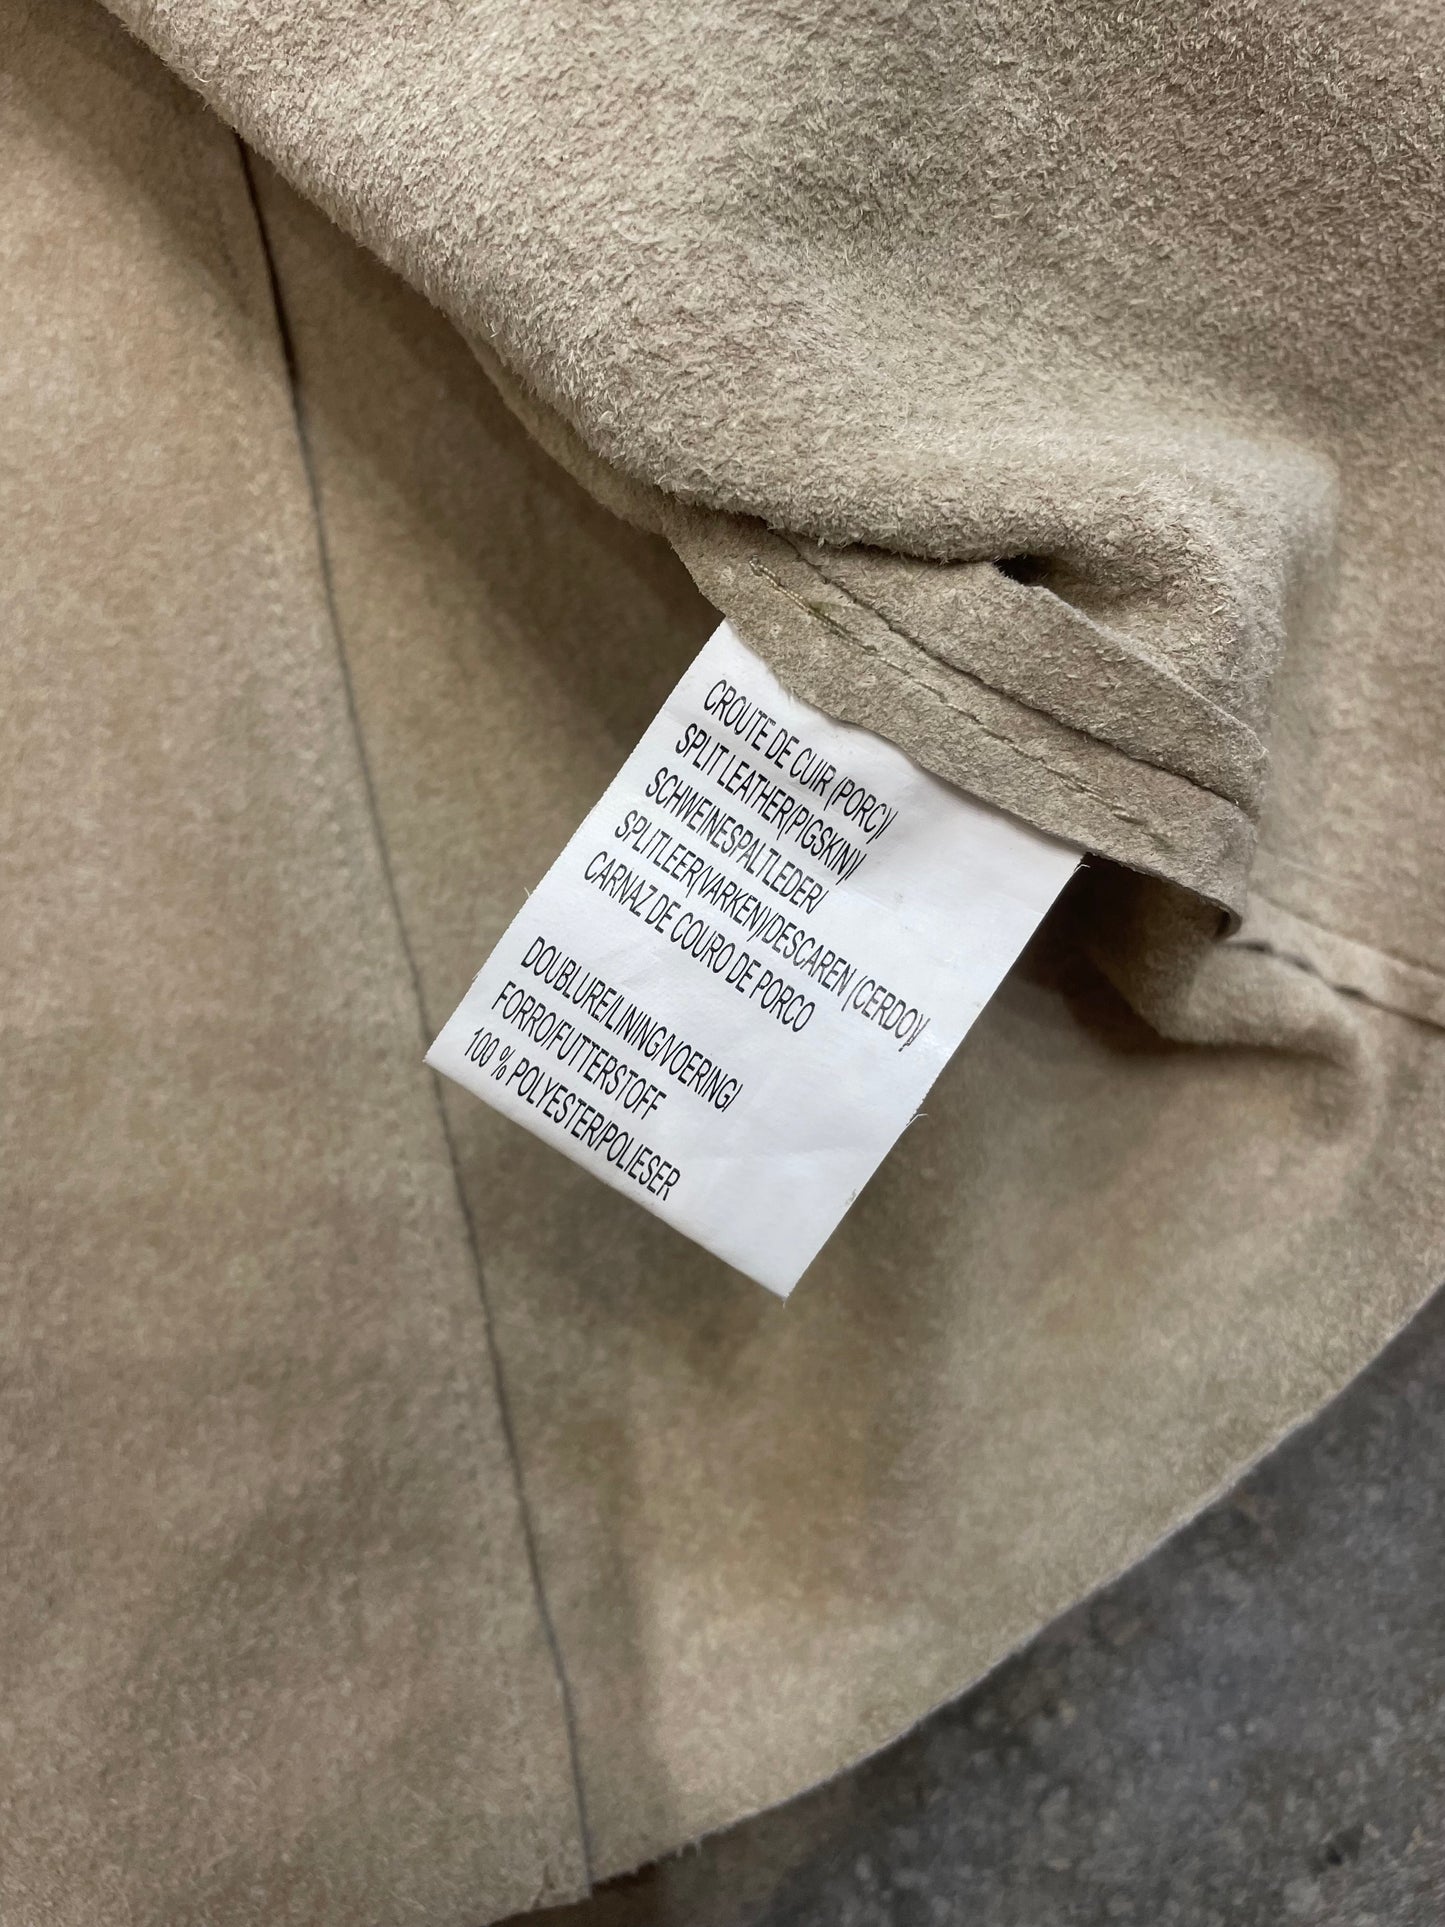 CROUTE DE CUIR (PORC)/
SPLIT LEATHER(PIGSKIN)/
SCHWEINESPALTLEDER/
SPLITLEER(VARKEN)/DESCAREN (CERDO)/
CARNAZ DE COURO DE PORCO
DOUBLURE/LINING/VOERING/
FORRO/FUTTERSTOFF
100 % POLYESTER/POLIESER